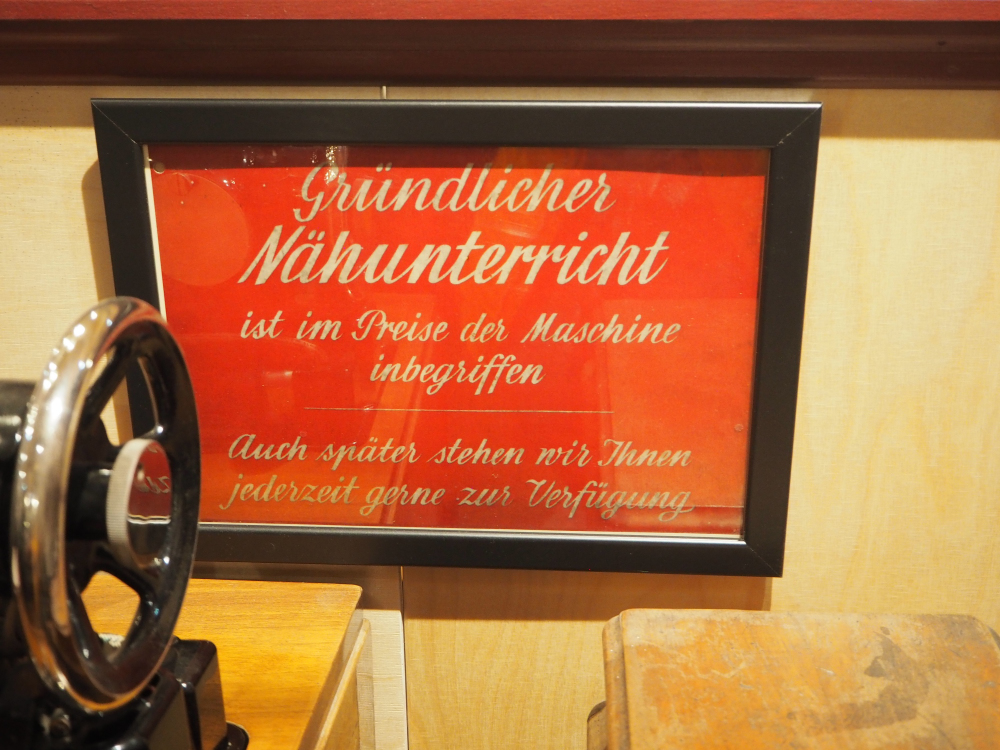 Gründlicher
Nähunterricht
ist im Preise der Maschine
inbegriffen
Auch später stehen wir Ihnen
jederzeit gerne zur Verfügung